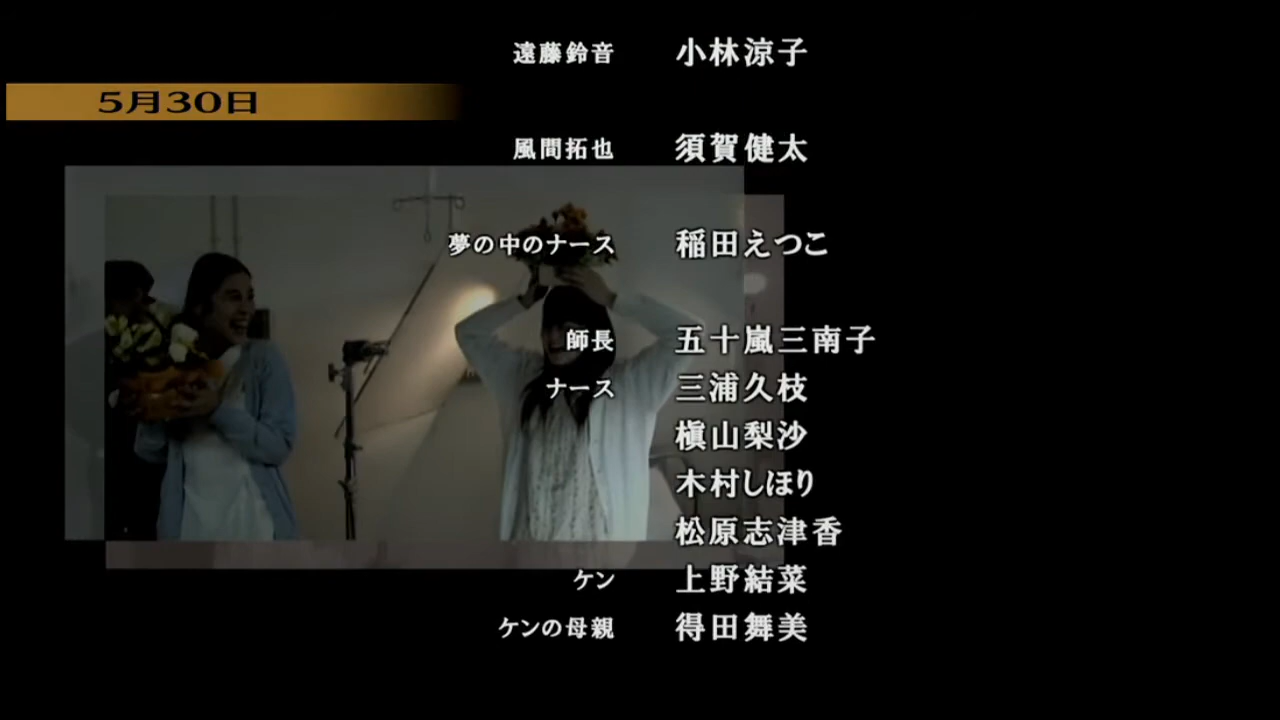 遠藤鈴音 小林涼子
5月30日
風間拓也 須賀健太
夢の中のナース 稲田えつこ
師長 五十嵐三南子
ナース 三浦久枝
槇山梨沙
木村しほり
松原志津香
ケン 上野結菜
ケンの母親 得田舞美